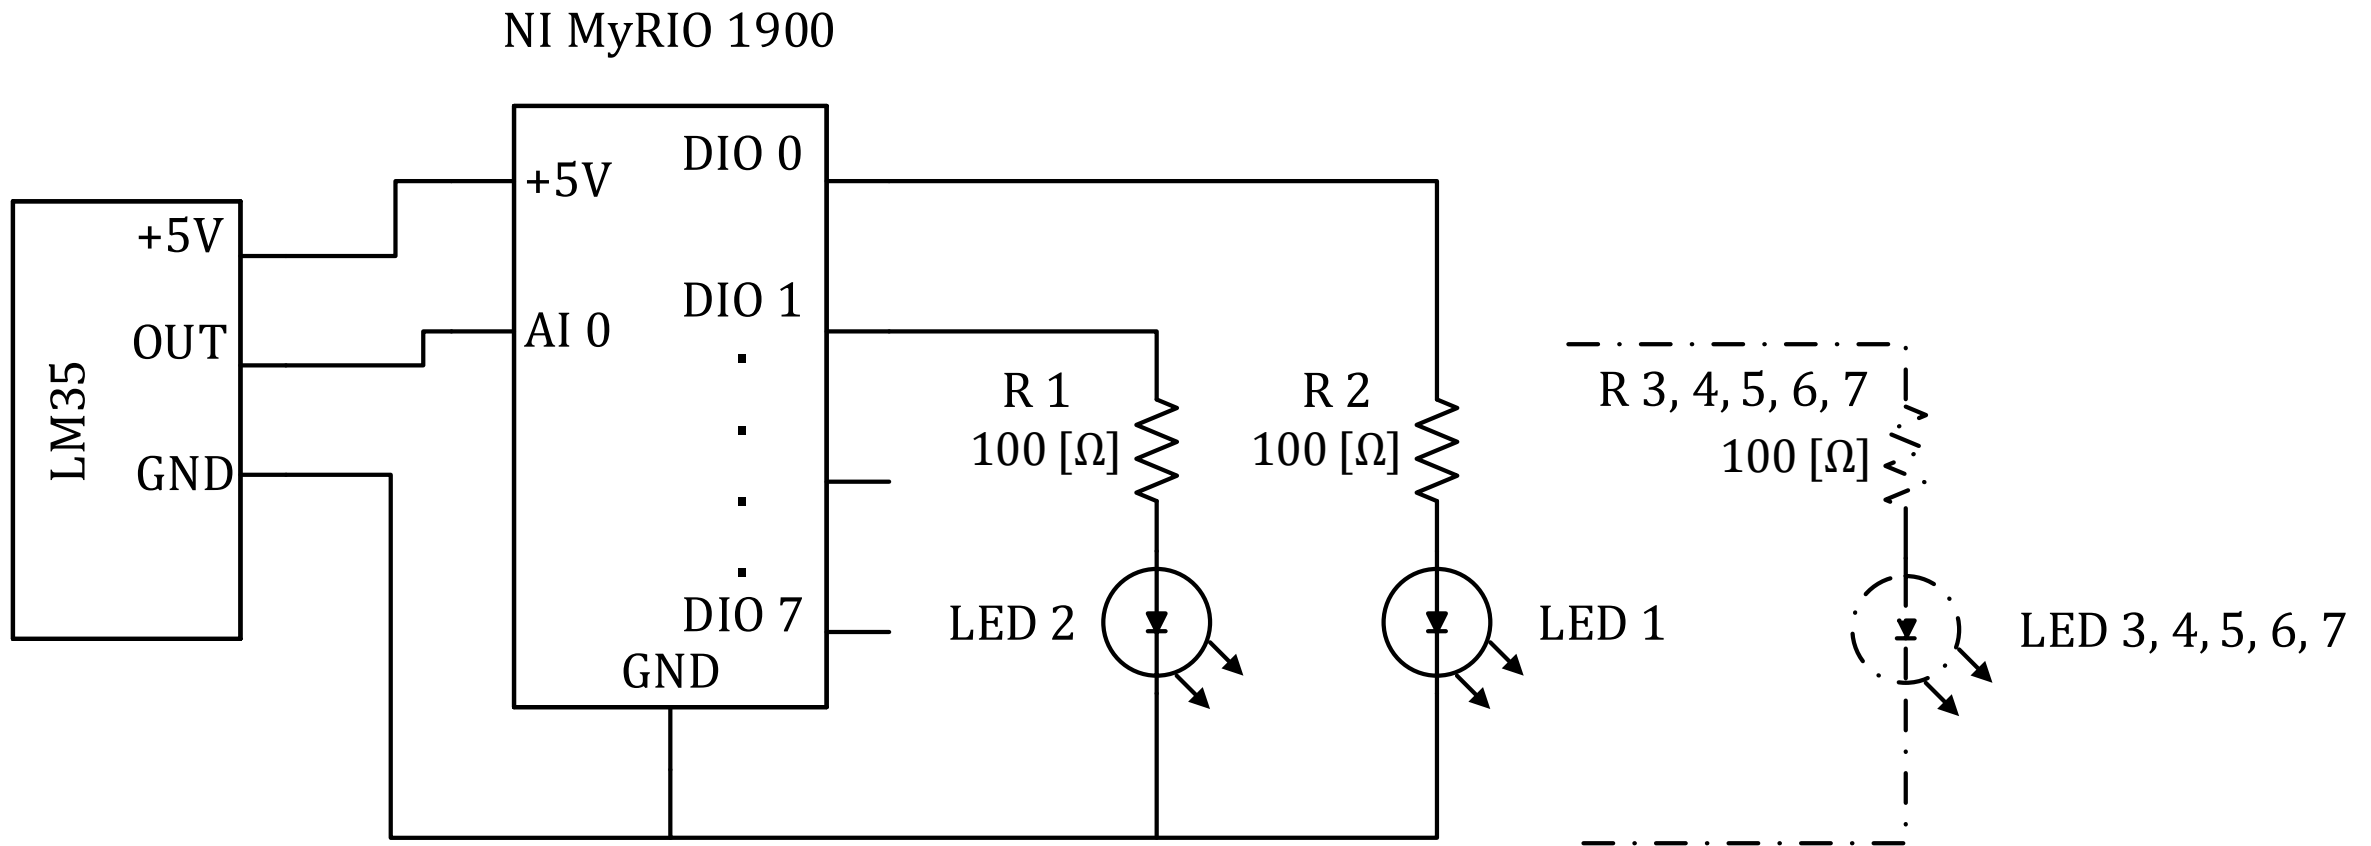 NI MyRIO 1900
+5V
OUT
GND
LM35
+5V
AI 0
DIO 0
DIO 1
DIO 7
GND
R 1
100 [Ω]
R 2
100 [Ω]
R 3, 4, 5, 6, 7
100 [Ω]
LED 2
LED 1
LED 3, 4, 5, 6, 7